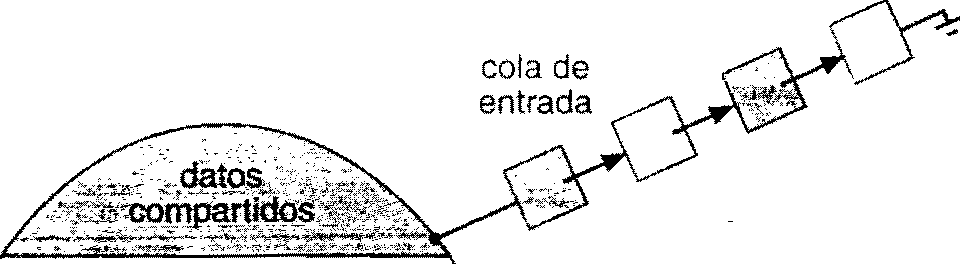 cola de
entrada
datos
compartidos